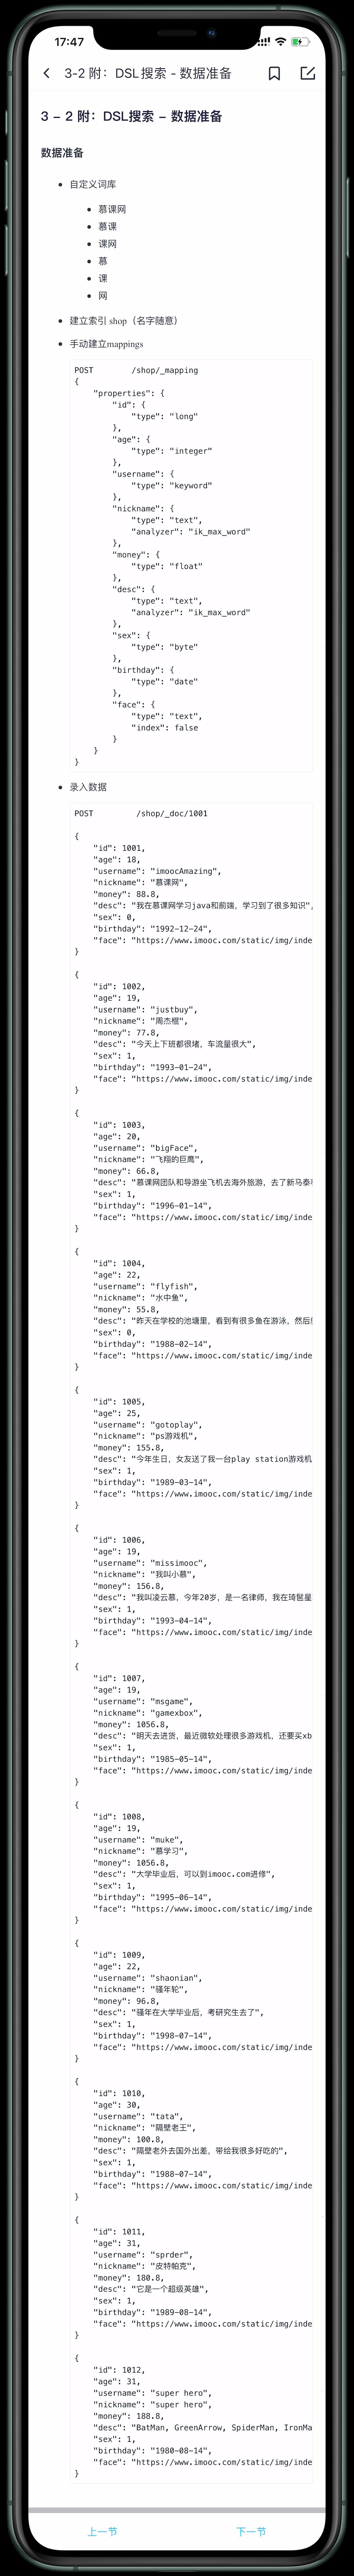 17:47
3-2 附：DSL搜索 - 数据准备
3 – 2 附：DSL搜索 – 数据准备
数据准备
自定义词库
慕课网
慕课
课网
慕
课
网
建立索引 shop（名字随意）
手动建立mappings
POST        /shop/_mapping
{
    "properties": {
        "id": {
            "type": "long"
        },
        "age": {
            "type": "integer"
        },
        "username": {
            "type": "keyword"
        },
        "nickname": {
            "type": "text",
            "analyzer": "ik_max_word"
        },
        "money": {
            "type": "float"
        },
        "desc": {
            "type": "text",
            "analyzer": "ik_max_word"
        },
        "sex": {
            "type": "byte"
        },
        "birthday": {
            "type": "date"
        },
        "face": {
            "type": "text",
            "index": false
        }
    }
}
录入数据
POST         /shop/_doc/1001
{
    "id": 1001,
    "age": 18,
    "username": "imoocAmazing",
    "nickname": "慕课网",
    "money": 88.8,
    "desc": "我在慕课网学习java和前端，学习到了很多知识",
    "sex": 0,
    "birthday": "1992-12-24",
    "face": "https://www.imooc.com/static/img/inde
}
{
    "id": 1002,
    "age": 19,
    "username": "justbuy",
    "nickname": "周杰棍",
    "money": 77.8,
    "desc": "今天上下班都很堵，车流量很大",
    "sex": 1,
    "birthday": "1993-01-24",
    "face": "https://www.imooc.com/static/img/inde
}
{
    "id": 1003,
    "age": 20,
    "username": "bigFace",
    "nickname": "飞翔的巨鹰",
    "money": 66.8,
    "desc": "慕课网团队和导游坐飞机去海外旅游，去了新马泰
    "sex": 1,
    "birthday": "1996-01-14",
    "face": "https://www.imooc.com/static/img/inde
}
{
    "id": 1004,
    "age": 22,
    "username": "flyfish",
    "nickname": "水中鱼",
    "money": 55.8,
    "desc": "昨天在学校的池塘里，看到有很多鱼在游泳，然后
    "sex": 0,
    "birthday": "1988-02-14",
    "face": "https://www.imooc.com/static/img/inde
}
{
    "id": 1005,
    "age": 25,
    "username": "gotoplay",
    "nickname": "ps游戏机",
    "money": 155.8,
    "desc": "今年生日，女友送了我一台play station游戏机
    "sex": 1,
    "birthday": "1989-03-14",
    "face": "https://www.imooc.com/static/img/inde
}
{
    "id": 1006,
    "age": 19,
    "username": "missimooc",
    "nickname": "我叫小慕",
    "money": 156.8,
    "desc": "我叫凌云慕，今年20岁，是一名律师，我在琦䯲星
    "sex": 1,
    "birthday": "1993-04-14",
    "face": "https://www.imooc.com/static/img/inde
}
{
    "id": 1007,
    "age": 19,
    "username": "msgame",
    "nickname": "gamexbox",
    "money": 1056.8,
    "desc": "明天去进货，最近微软处理很多游戏机，还要买xb
    "sex": 1,
    "birthday": "1985-05-14",
    "face": "https://www.imooc.com/static/img/inde
}
{
    "id": 1008,
    "age": 19,
    "username": "muke",
    "nickname": "慕学习",
    "money": 1056.8,
    "desc": "大学毕业后，可以到imooc.com进修",
    "sex": 1,
    "birthday": "1995-06-14",
    "face": "https://www.imooc.com/static/img/inde
}
{
    "id": 1009,
    "age": 22,
    "username": "shaonian",
    "nickname": "骚年轮",
    "money": 96.8,
    "desc": "骚年在大学毕业后，考研究生去了",
    "sex": 1,
    "birthday": "1998-07-14",
    "face": "https://www.imooc.com/static/img/inde
}
{
    "id": 1010,
    "age": 30,
    "username": "tata",
    "nickname": "隔壁老王",
    "money": 100.8,
    "desc": "隔壁老外去国外出差，带给我很多好吃的",
    "sex": 1,
    "birthday": "1988-07-14",
    "face": "https://www.imooc.com/static/img/inde
}
{
    "id": 1011,
    "age": 31,
    "username": "sprder",
    "nickname": "皮特帕克",
    "money": 180.8,
    "desc": "它是一个超级英雄",
    "sex": 1,
    "birthday": "1989-08-14",
    "face": "https://www.imooc.com/static/img/inde
}
{
    "id": 1012,
    "age": 31,
    "username": "super hero",
    "nickname": "super hero",
    "money": 188.8,
    "desc": "BatMan, GreenArrow, SpiderMan, IronMa
    "sex": 1,
    "birthday": "1980-08-14",
    "face": "https://www.imooc.com/static/img/inde
}
上一节 下一节